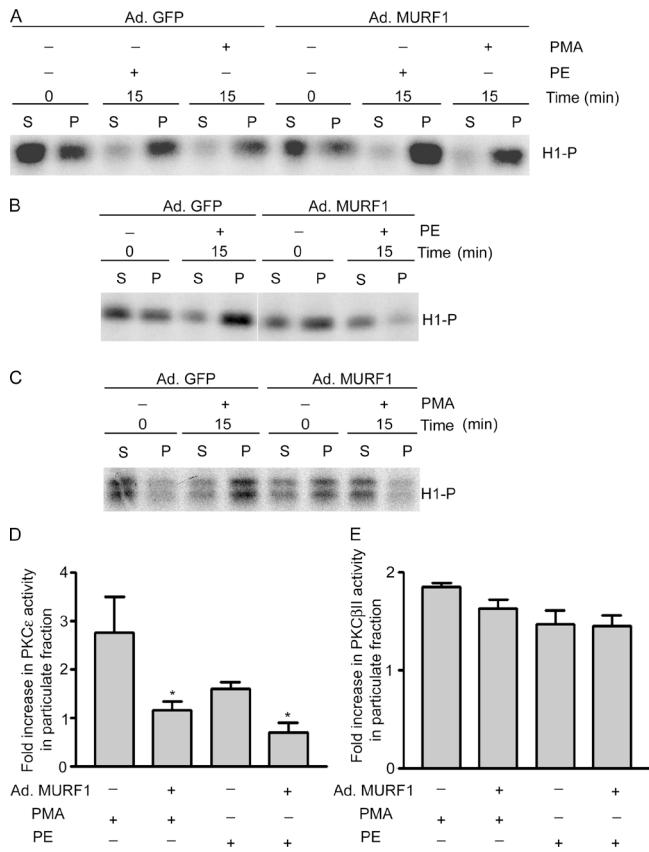 A
Ad. GFP Ad. MURF1
– – + – – + PMA
– + – – + – PE
0 15 15 0 15 15 Time (min)
S P S P S P S P S P S P
H1-P
B
Ad. GFP Ad. MURF1
– + – + PE
0 15 0 15 Time (min)
S P S P S P S P
H1-P
C
Ad. GFP Ad. MURF1
– + – + PMA
0 15 0 15 Time (min)
S P S P S P S P
H1-P
D
Fold increase in PKCε activity
in particulate fraction
4
3
2
1
0
* *
Ad. MURF1 – + – +
PMA + + – –
PE – – + +
E
Fold increase in PKCβII activity
in particulate fraction
2
1
0
Ad. MURF1 – + – +
PMA + + – –
PE – – + +